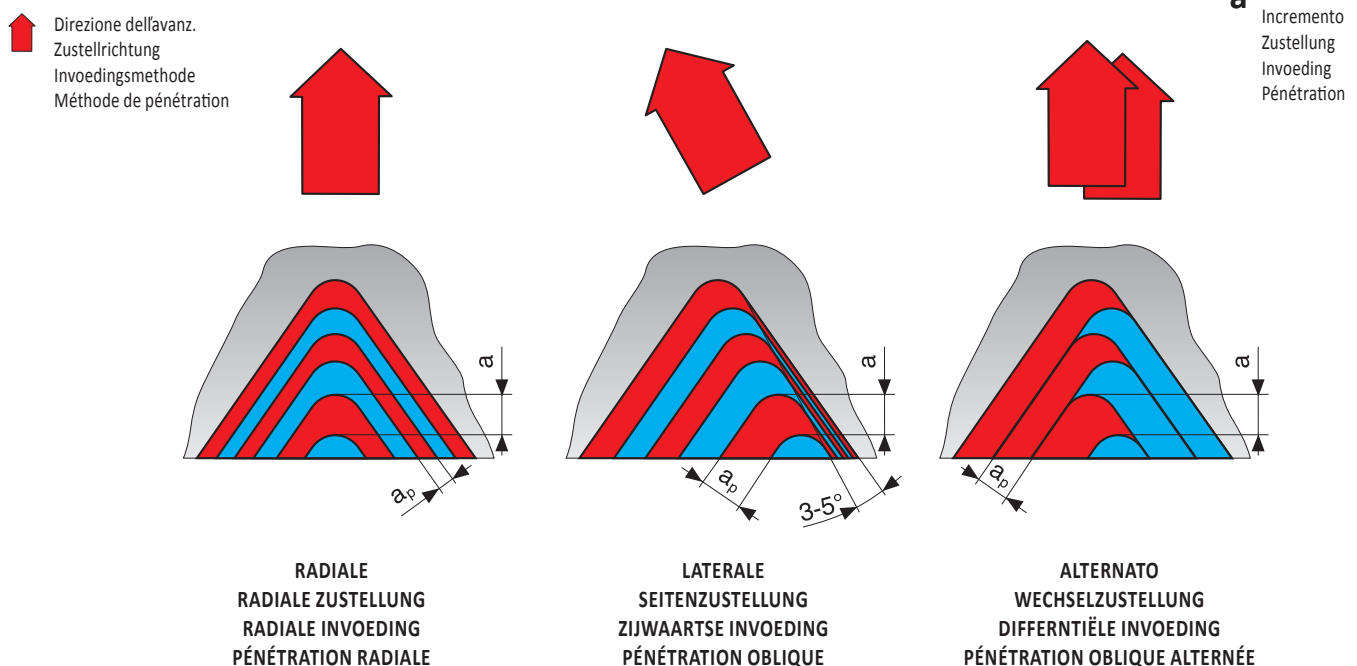 Direzione dell'avanz.
Zustellrichtung
Invoedingsmethode
Méthode de pénétration
a
Incremento
Zustellung
Invoeding
Pénétration
a
a
a
aₚ
aₚ
3-5°
aₚ
RADIALE
RADIALE ZUSTELLUNG
RADIALE INVOEDING
PÉNÉTRATION RADIALE
LATERALE
SEITENZUSTELLUNG
ZIJWAARTSE INVOEDING
PÉNÉTRATION OBLIQUE
ALTERNATO
WECHSELZUSTELLUNG
DIFFERNTIËLE INVOEDING
PÉNÉTRATION OBLIQUE ALTERNÉE